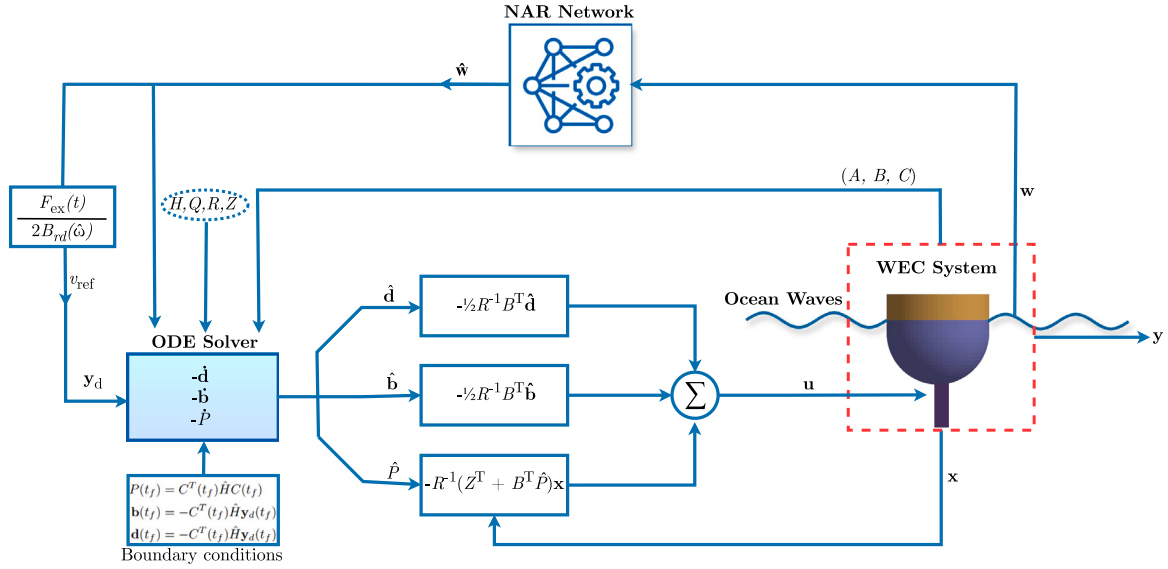 NAR Network
ŵ
(A, B, C)
w
F_ex(t)
2B_rd(ω̂)
H,Q,R,Z
v_ref
WEC System
Ocean Waves
y
ODE Solver
-ḋ
-ḃ
-Ṗ
y_d
d̂
-½R⁻¹Bᵀd̂
b̂
-½R⁻¹Bᵀb̂
∑
u
P̂
-R⁻¹(Zᵀ + BᵀP̂)x
x
P(t_f) = Cᵀ(t_f)ĤC(t_f)
b(t_f) = −Cᵀ(t_f)Ĥy_d(t_f)
d(t_f) = −Cᵀ(t_f)Ĥy_d(t_f)
Boundary conditions